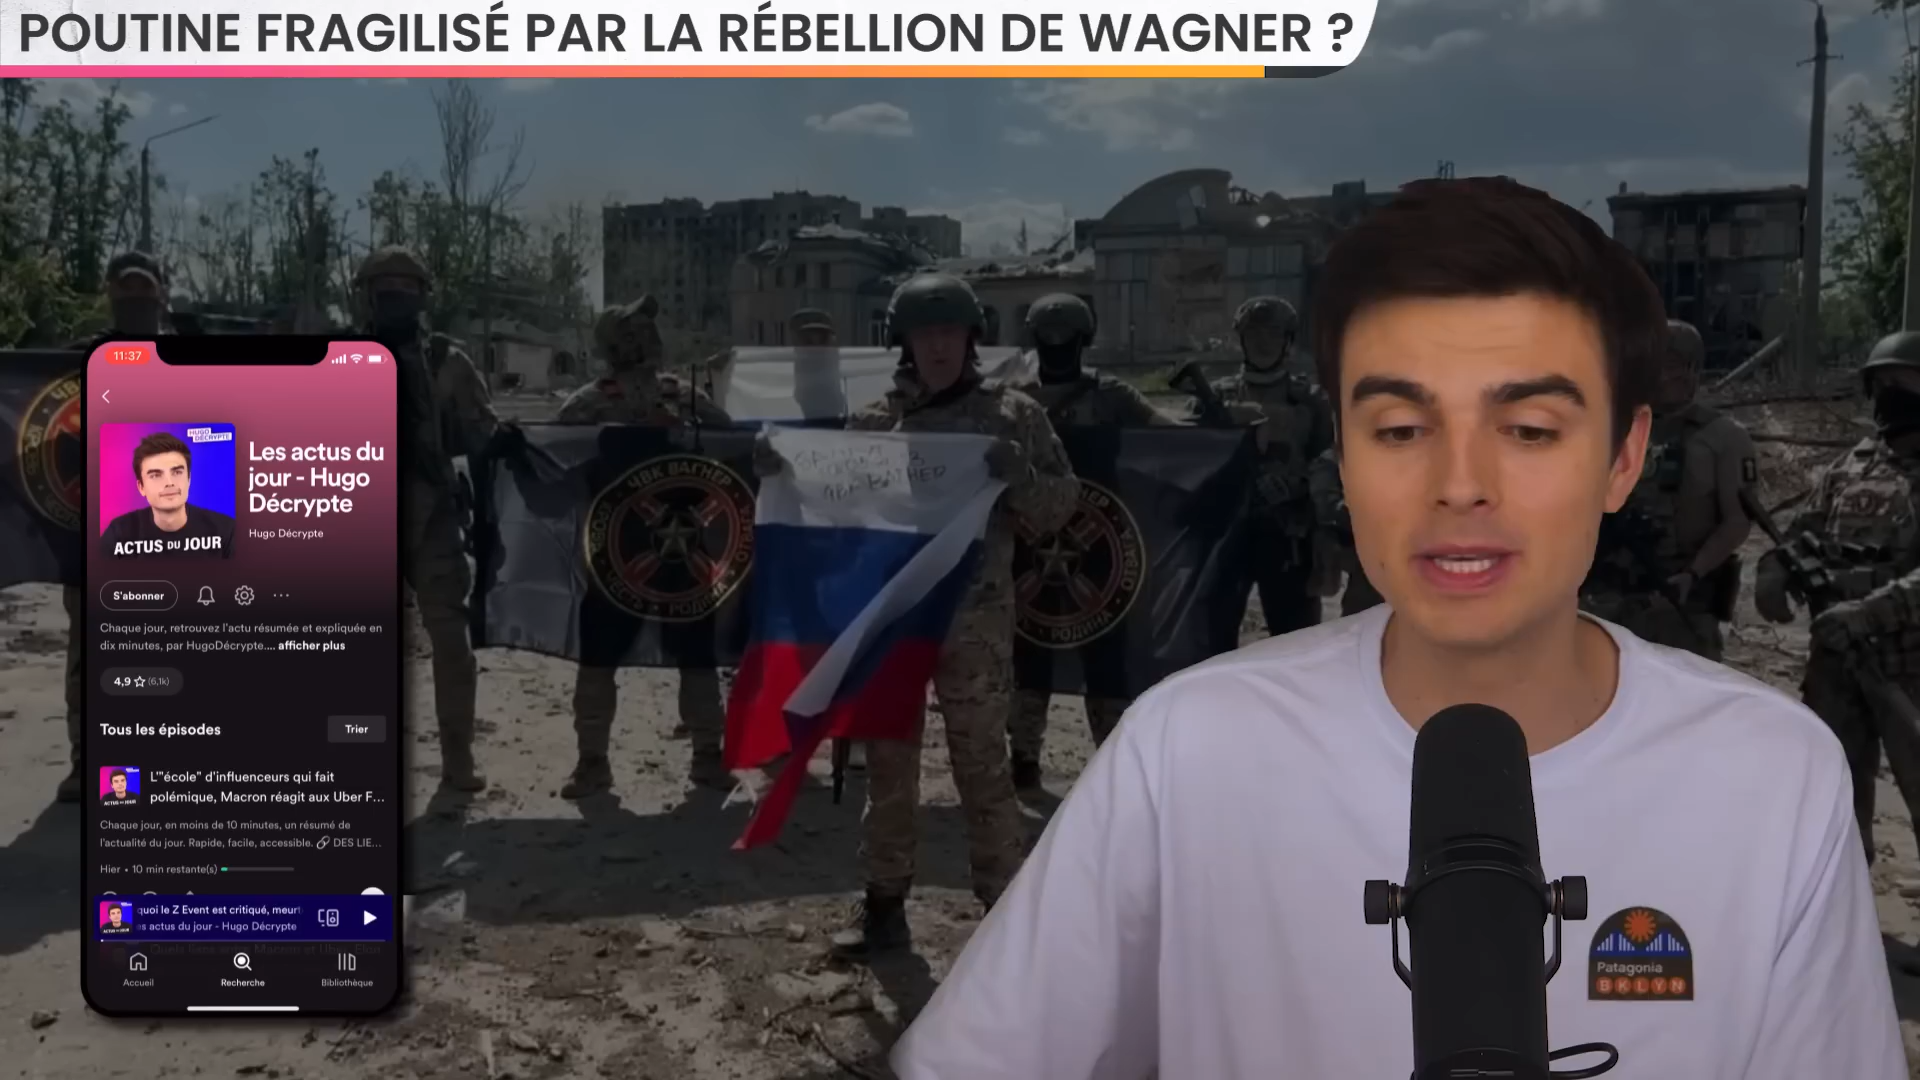 POUTINE FRAGILISÉ PAR LA RÉBELLION DE WAGNER ?
11:37
HUGO
DÉCRYPTE
ACTUS DU JOUR
Les actus du
jour - Hugo
Décrypte
Hugo Décrypte
S'abonner
Chaque jour, retrouvez l'actu résumée et expliquée en
dix minutes, par HugoDécrypte.... afficher plus
4,9 (6,1k)
Tous les épisodes
Trier
L'"école" d'influenceurs qui fait
polémique, Macron réagit aux Uber F...
Chaque jour, en moins de 10 minutes, un résumé de
l'actualité du jour. Rapide, facile, accessible. 🔗 DES LIE...
Hier • 10 min restante(s)
quoi le Z Event est critiqué, meurt
es actus du jour - Hugo Décrypte
Accueil
Recherche
Bibliothèque
ЧВК ВАГНЕР
ЧЕСТЬ РОДИНА
РОДИНА
Patagonia
BKLYN